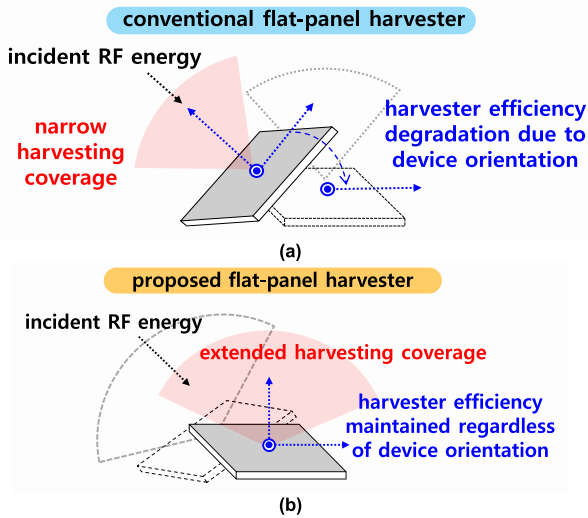 conventional flat-panel harvester
incident RF energy
narrow
harvesting
coverage
harvester efficiency
degradation due to
device orientation
(a)
proposed flat-panel harvester
incident RF energy
extended harvesting coverage
harvester efficiency
maintained regardless
of device orientation
(b)